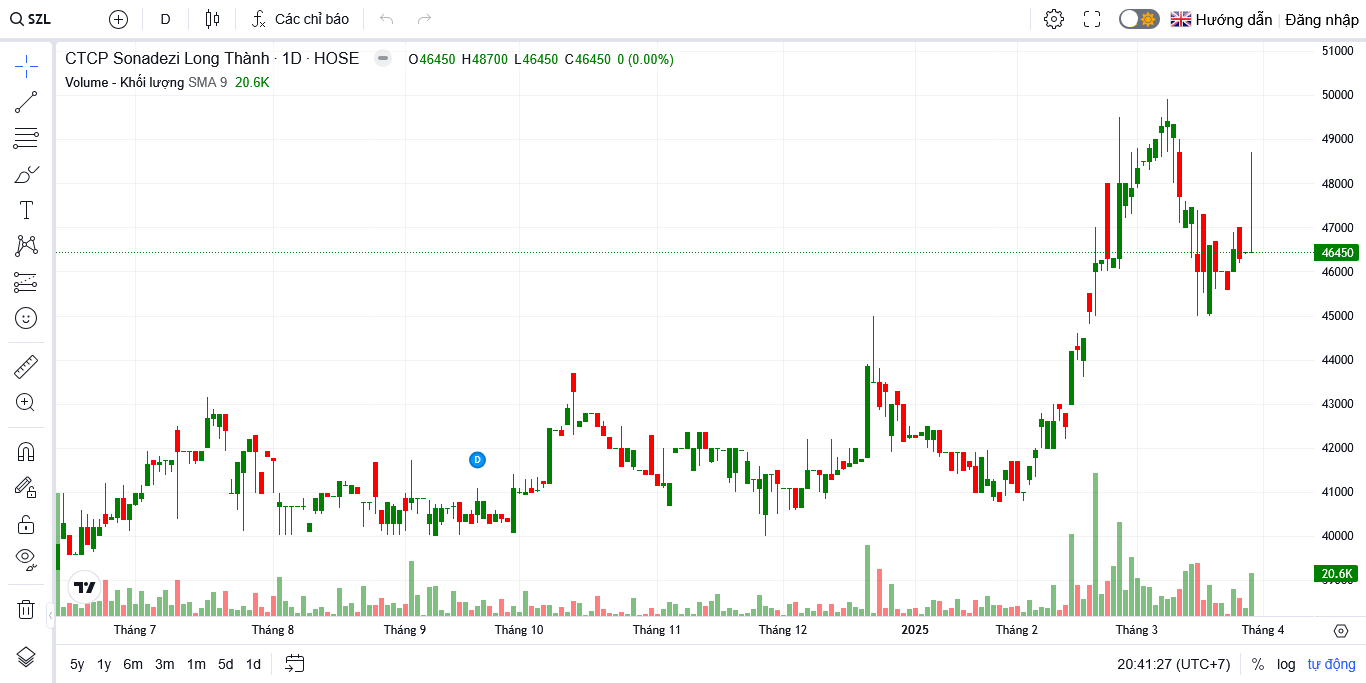 SZL D Các chỉ báo Hướng dẫn Đăng nhập
CTCP Sonadezi Long Thành · 1D · HOSE O46450 H48700 L46450 C46450 0 (0.00%)
Volume - Khối lượng SMA 9 20.6K
51000
50000
49000
48000
47000
46450
46000
45000
44000
43000
42000
41000
40000
20.6K
D
T
Tháng 7 Tháng 8 Tháng 9 Tháng 10 Tháng 11 Tháng 12 2025 Tháng 2 Tháng 3 Tháng 4
5y 1y 6m 3m 1m 5d 1d 20:41:27 (UTC+7) % log tự động